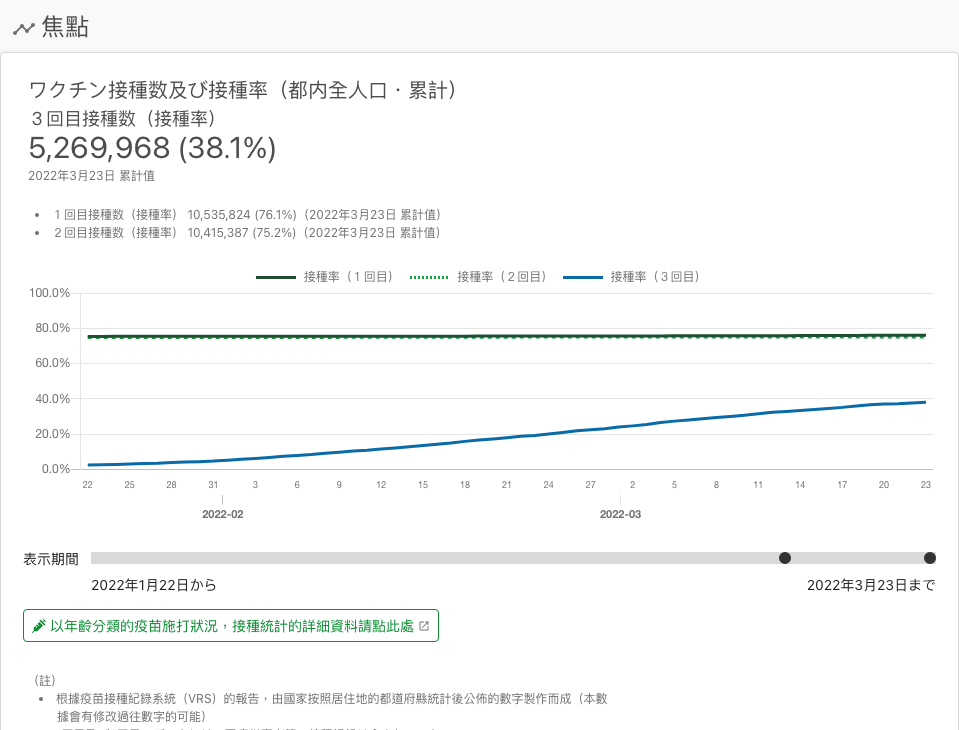 焦點
ワクチン接種数及び接種率（都内全人口・累計）
３回目接種数（接種率）
5,269,968 (38.1%)
2022年3月23日 累計值
１回目接種数（接種率） 10,535,824 (76.1%)（2022年3月23日 累計值）
２回目接種数（接種率） 10,415,387 (75.2%)（2022年3月23日 累計值）
接種率（１回目） 接種率（２回目） 接種率（３回目）
100.0%
80.0%
60.0%
40.0%
20.0%
0.0%
22 25 28 31 3 6 9 12 15 18 21 24 27 2 5 8 11 14 17 20 23
2022-02 2022-03
表示期間
2022年1月22日から 2022年3月23日まで
以年齡分類的疫苗施打狀況，接種統計的詳細資料請點此處
（註）
根據疫苗接種紀錄系統（VRS）的報告，由國家按照居住地的都道府縣統計後公佈的數字製作而成（本數
據會有修改過往數字的可能）